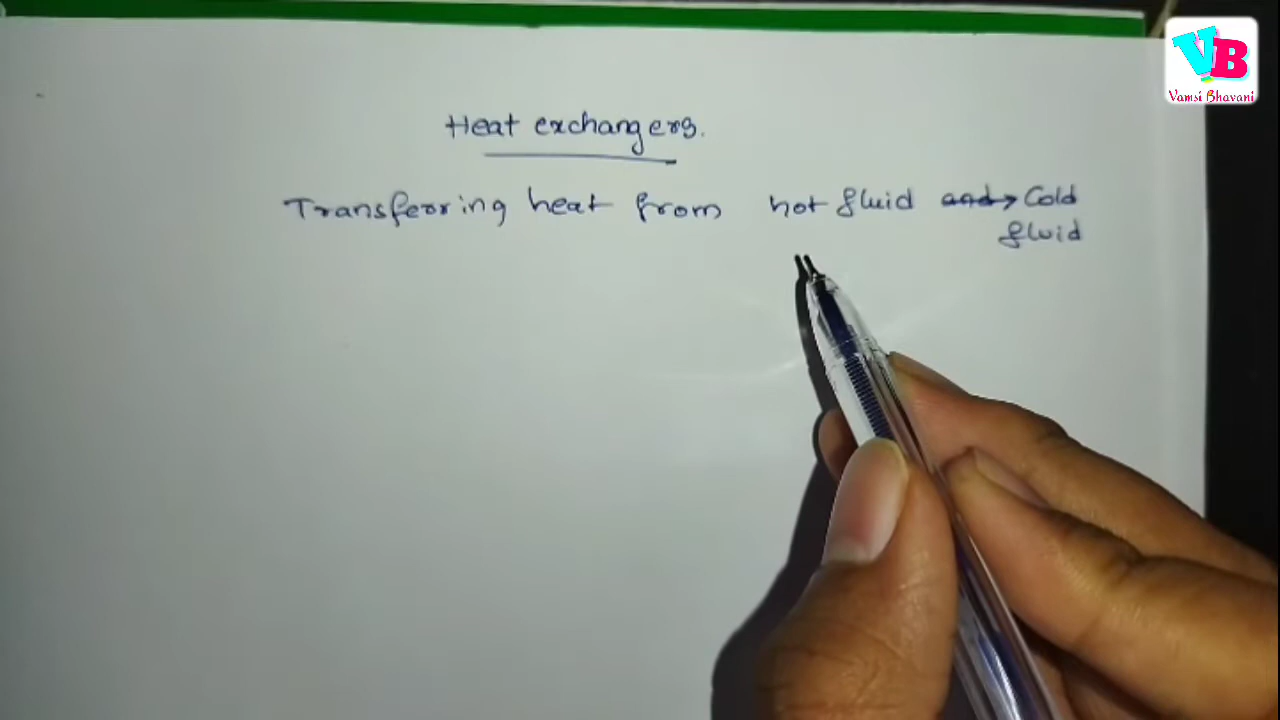 VB
Vamsi Bhavani
Heat exchangers.
Transferring heat from hot fluid and→ Cold
fluid